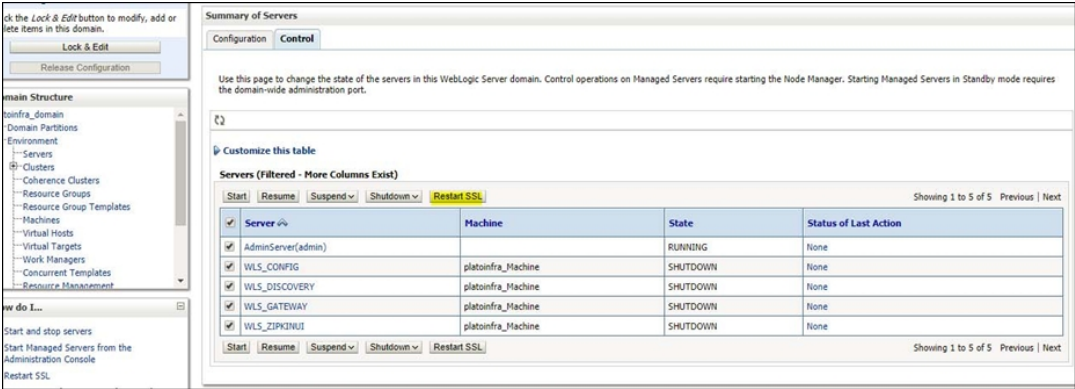 ck the Lock & Edit button to modify, add or
lete items in this domain.
Lock & Edit
Release Configuration
main Structure
toinfra_domain
Domain Partitions
Environment
Servers
Clusters
Coherence Clusters
Resource Groups
Resource Group Templates
Machines
Virtual Hosts
Virtual Targets
Work Managers
Concurrent Templates
Resource Management
ow do I...
Start and stop servers
Start Managed Servers from the
Administration Console
Restart SSL
Summary of Servers
Configuration Control
Use this page to change the state of the servers in this WebLogic Server domain. Control operations on Managed Servers require starting the Node Manager. Starting Managed Servers in Standby mode requires
the domain-wide administration port.
Customize this table
Servers (Filtered - More Columns Exist)
Start Resume Suspend Shutdown Restart SSL Showing 1 to 5 of 5 Previous | Next
Server Machine State Status of Last Action
AdminServer(admin) RUNNING None
WLS_CONFIG platoinfra_Machine SHUTDOWN None
WLS_DISCOVERY platoinfra_Machine SHUTDOWN None
WLS_GATEWAY platoinfra_Machine SHUTDOWN None
WLS_ZIPKINUI platoinfra_Machine SHUTDOWN None
Start Resume Suspend Shutdown Restart SSL Showing 1 to 5 of 5 Previous | Next